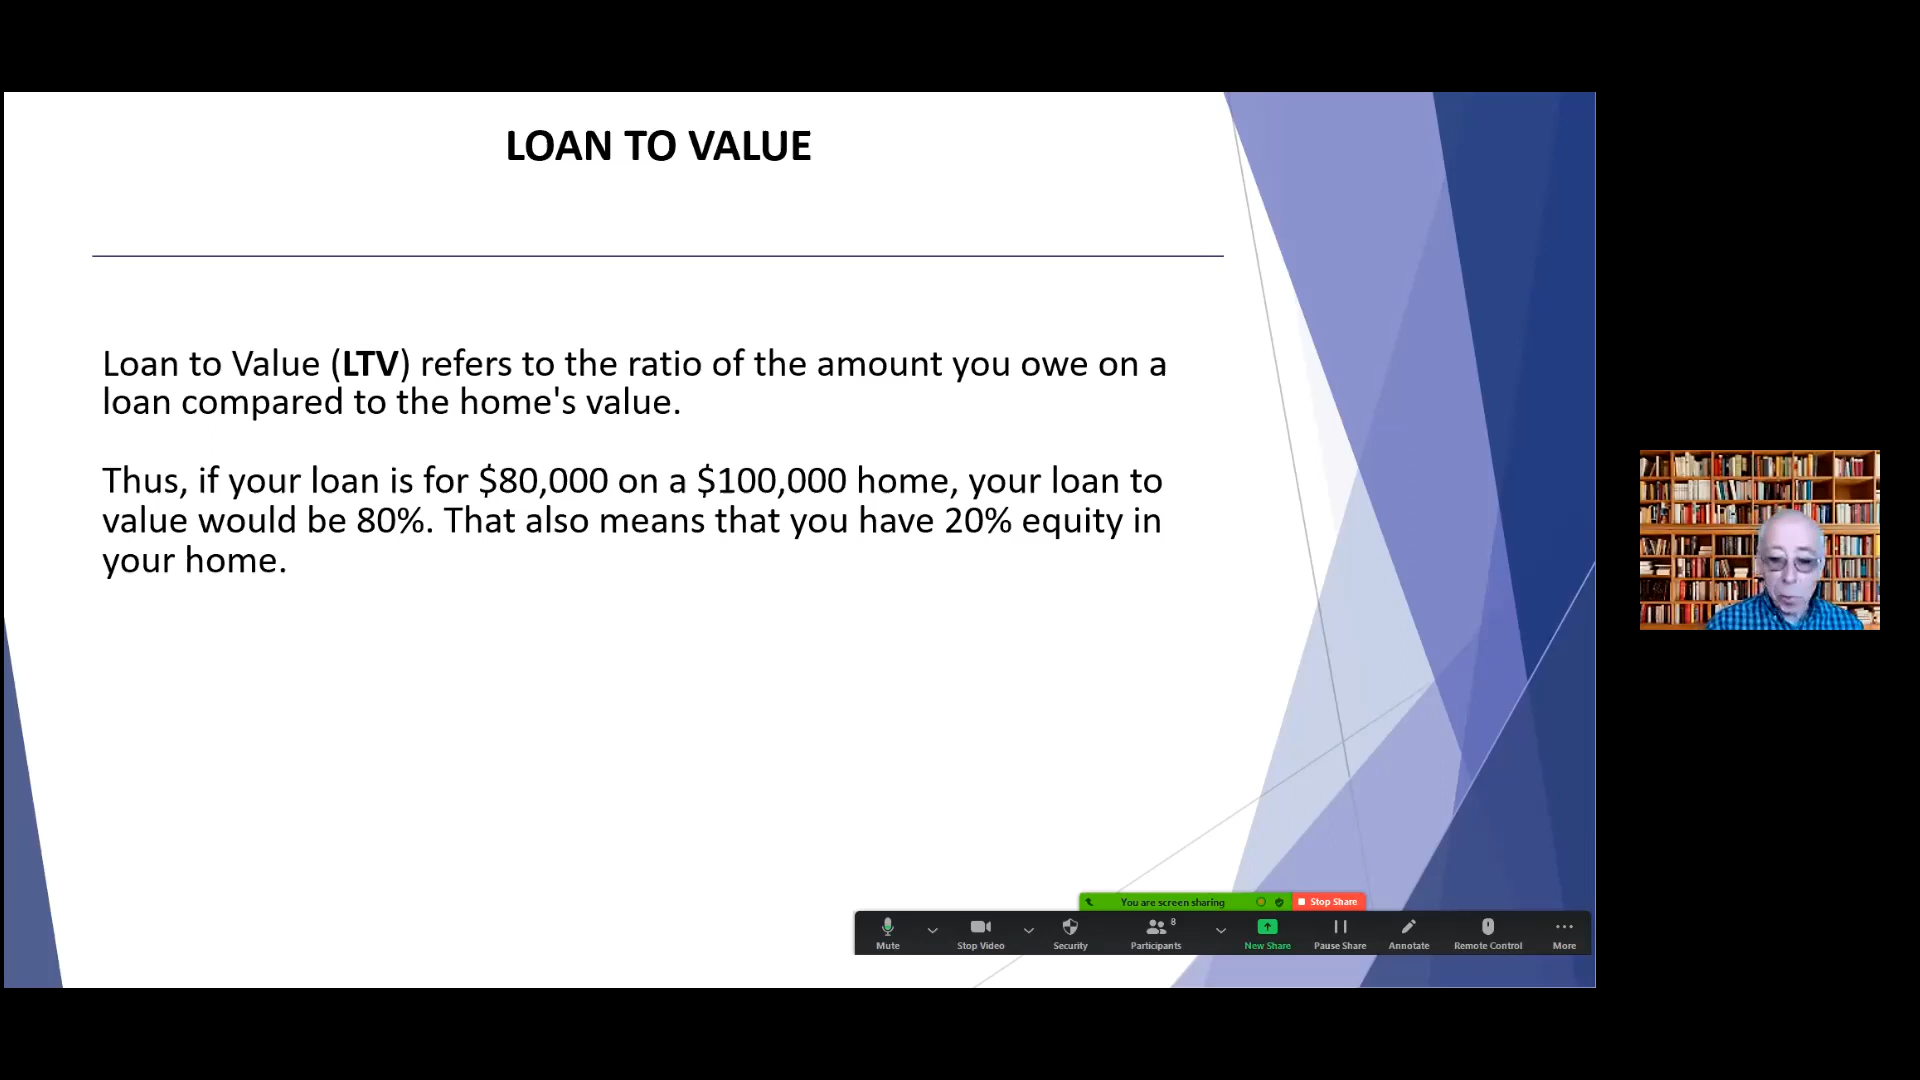 LOAN TO VALUE
Loan to Value (LTV) refers to the ratio of the amount you owe on a
loan compared to the home's value.
Thus, if your loan is for $80,000 on a $100,000 home, your loan to
value would be 80%. That also means that you have 20% equity in
your home.
You are screen sharing
Stop Share
Mute
Stop Video
Security
8
Participants
New Share
Pause Share
Annotate
Remote Control
More